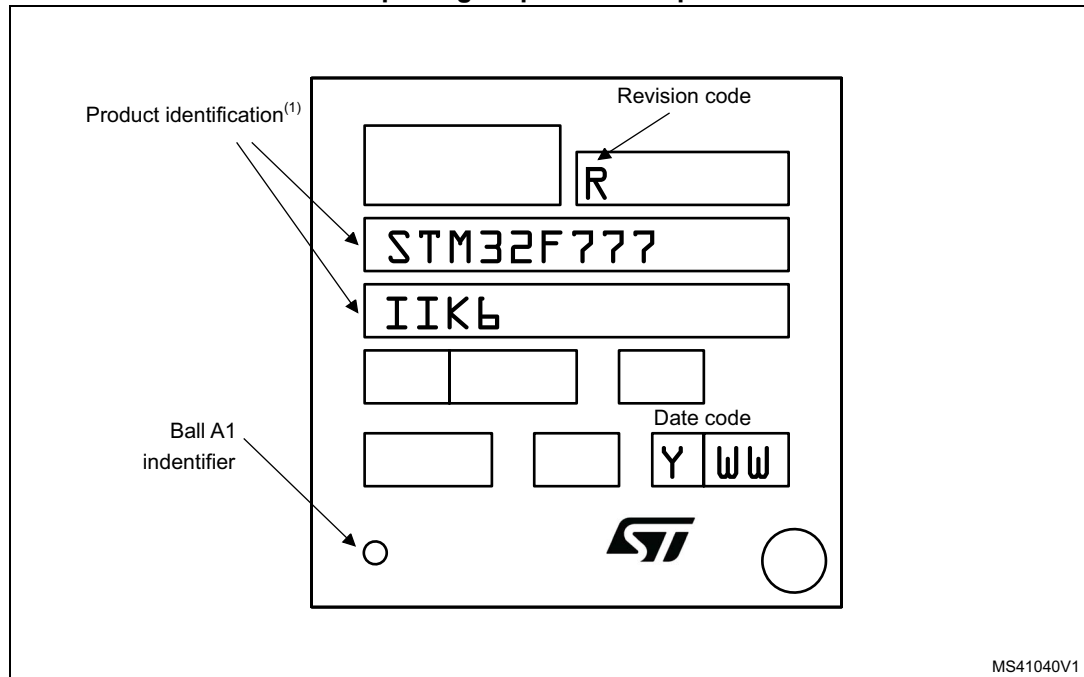 Revision code
Product identification(1)
R
STM32F777
IIK6
Date code
Ball A1
indentifier
Y WW
ST
MS41040V1